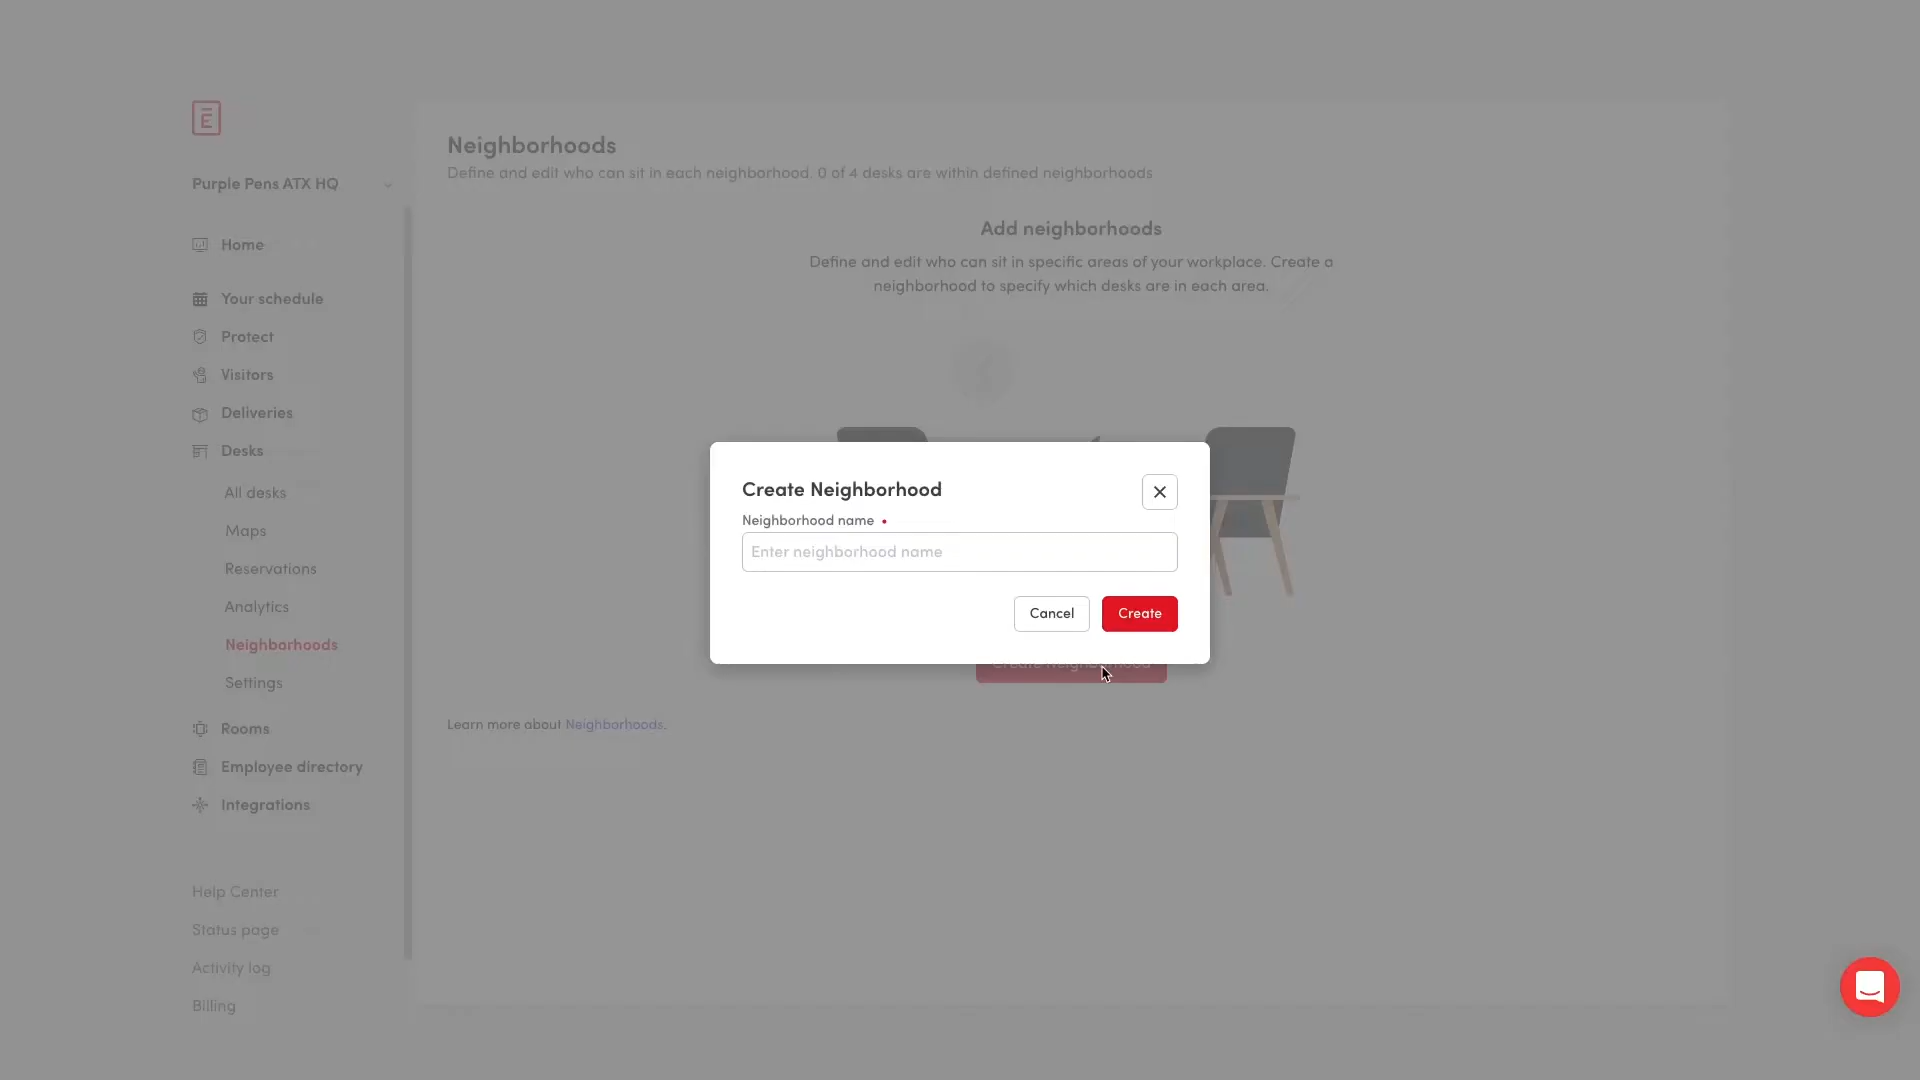 Purple Pens ATX HQ
Home
Your schedule
Protect
Visitors
Deliveries
Desks
All desks
Maps
Reservations
Analytics
Neighborhoods
Settings
Rooms
Employee directory
Integrations
Help Center
Status page
Activity log
Billing
Neighborhoods
Define and edit who can sit in each neighborhood. 0 of 4 desks are within defined neighborhoods
Add neighborhoods
Define and edit who can sit in specific areas of your workplace. Create a
neighborhood to specify which desks are in each area.
Create Neighborhood
Neighborhood name
Enter neighborhood name
Cancel Create
Create Neighborhood
Learn more about Neighborhoods.